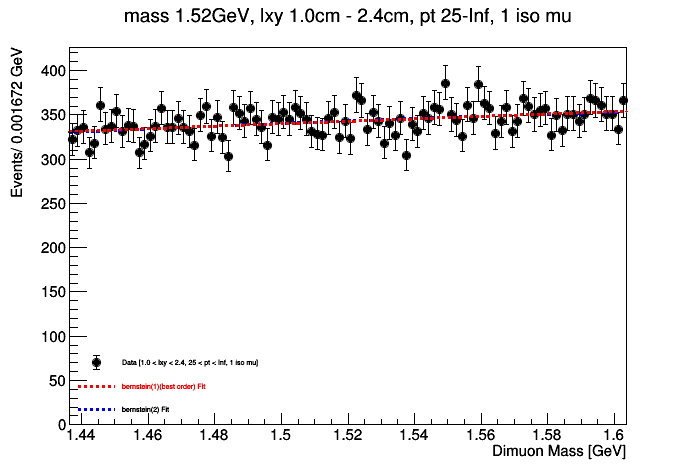 mass 1.52GeV, lxy 1.0cm - 2.4cm, pt 25-Inf, 1 iso mu
Events/ 0.001672 GeV
400
350
300
250
200
150
100
50
0
Data [1.0 < lxy < 2.4, 25 < pt < Inf, 1 iso mu]
bernstein(1)(best order) Fit
bernstein(2) Fit
1.44 1.46 1.48 1.5 1.52 1.54 1.56 1.58 1.6
Dimuon Mass [GeV]